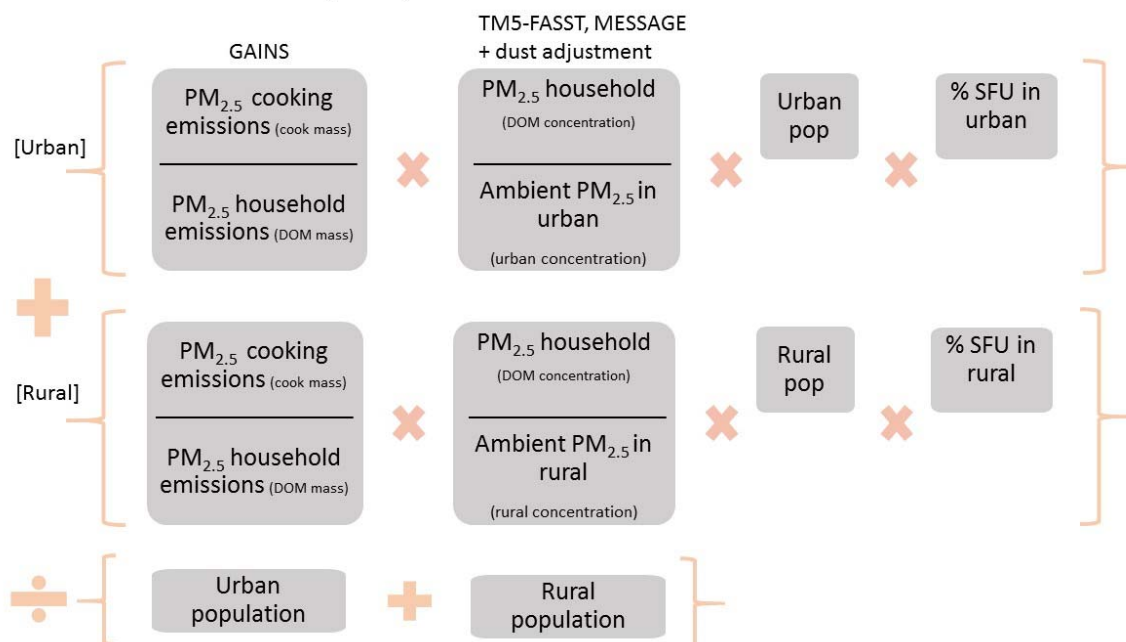 TM5-FASST, MESSAGE
GAINS
+ dust adjustment
[Urban]
PM2.5 cooking
emissions (cook mass)
PM2.5 household
emissions (DOM mass)
PM2.5 household
(DOM concentration)
Ambient PM2.5 in
urban
(urban concentration)
Urban
pop
% SFU in
urban
[Rural]
PM2.5 cooking
emissions (cook mass)
PM2.5 household
emissions (DOM mass)
PM2.5 household
(DOM concentration)
Ambient PM2.5 in
rural
(rural concentration)
Rural
pop
% SFU in
rural
Urban
population
Rural
population